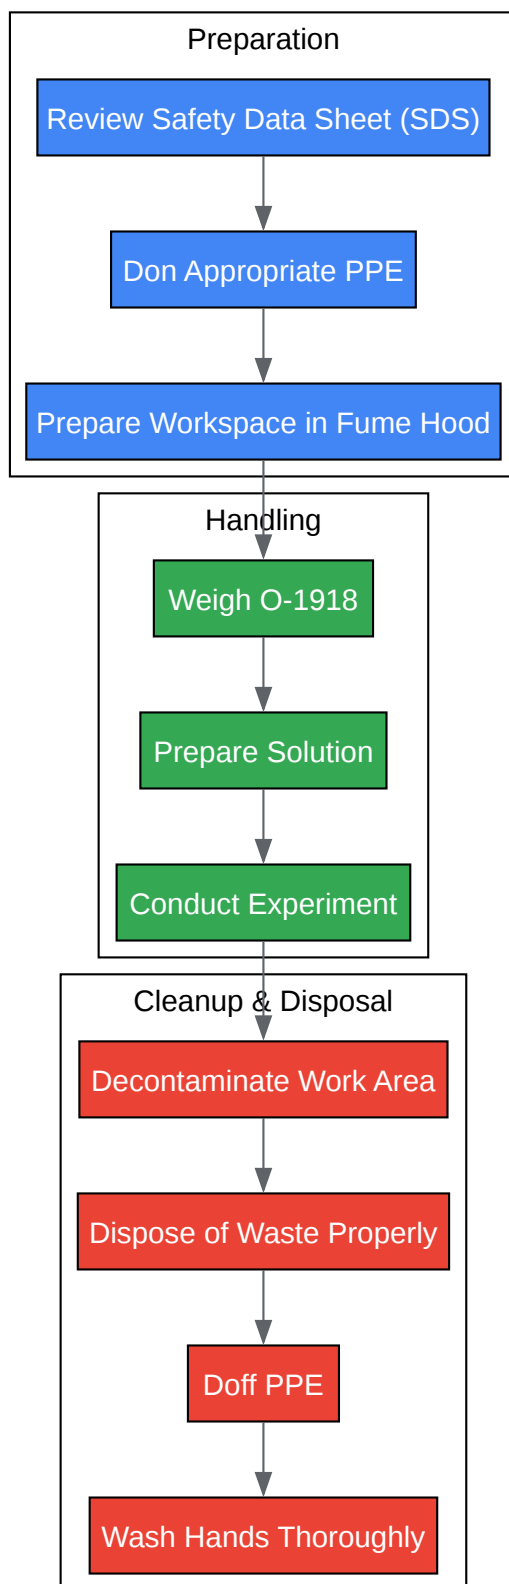 Preparation
Review Safety Data Sheet (SDS)
Don Appropriate PPE
Prepare Workspace in Fume Hood
Handling
Weigh O-1918
Prepare Solution
Conduct Experiment
Cleanup & Disposal
Decontaminate Work Area
Dispose of Waste Properly
Doff PPE
Wash Hands Thoroughly